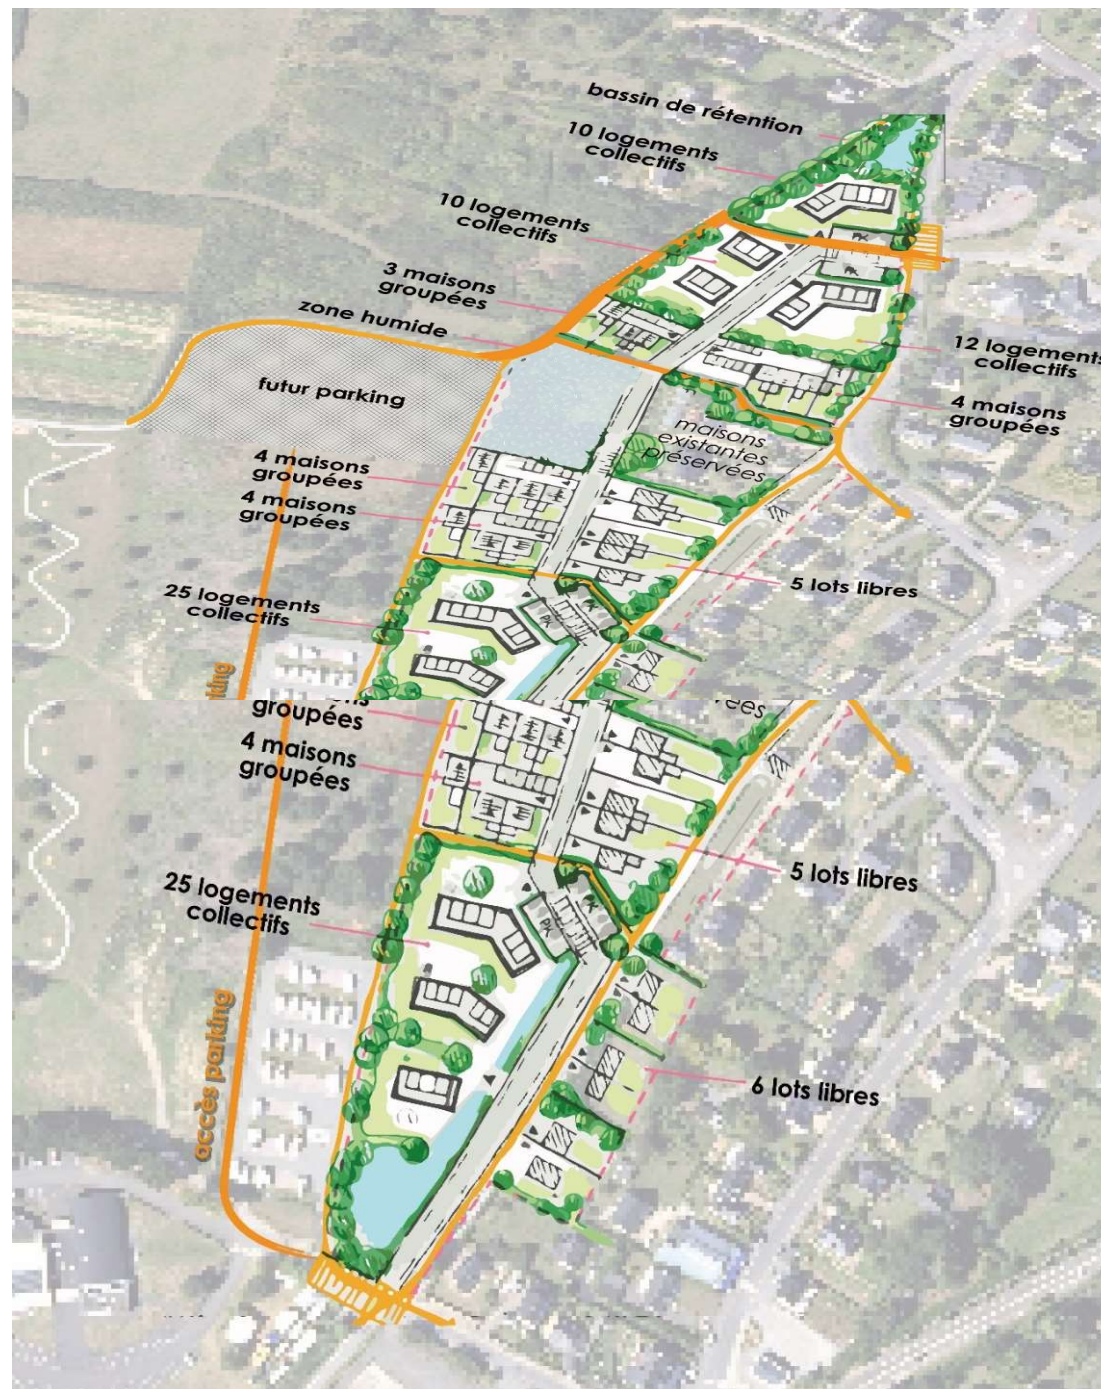 bassin de rétention
10 logements
collectifs
10 logements
collectifs
3 maisons
groupées
zone humide
futur parking
12 logements
collectifs
4 maisons
groupées
maisons
existantes
préservées
4 maisons
groupées
4 maisons
groupées
5 lots libres
25 logements
collectifs
groupées
4 maisons
groupées
5 lots libres
25 logements
collectifs
accès parking
6 lots libres